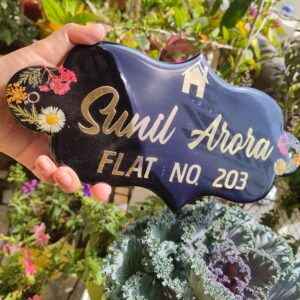 Sunil Arora
FLAT NO. 203